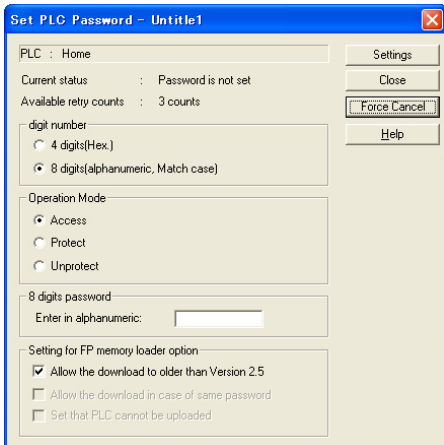 Set PLC Password - Untitle1
PLC : Home
Current status : Password is not set
Available retry counts : 3 counts
digit number
4 digits(Hex.)
8 digits(alphanumeric, Match case)
Operation Mode
Access
Protect
Unprotect
8 digits password
Enter in alphanumeric:
Setting for FP memory loader option
Allow the download to older than Version 2.5
Allow the download in case of same password
Set that PLC cannot be uploaded
Settings
Close
Force Cancel
Help